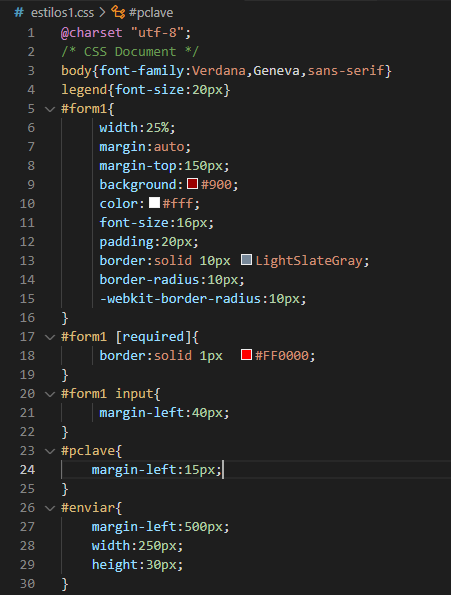 estilos1.css > #pclave
1 @charset "utf-8";
2 /* CSS Document */
3 body{font-family:Verdana,Geneva,sans-serif}
4 legend{font-size:20px}
5 #form1{
6 width:25%;
7 margin:auto;
8 margin-top:150px;
9 background:#900;
10 color:#fff;
11 font-size:16px;
12 padding:20px;
13 border:solid 10px LightSlateGray;
14 border-radius:10px;
15 -webkit-border-radius:10px;
16 }
17 #form1 [required]{
18 border:solid 1px #FF0000;
19 }
20 #form1 input{
21 margin-left:40px;
22 }
23 #pclave{
24 margin-left:15px;
25 }
26 #enviar{
27 margin-left:500px;
28 width:250px;
29 height:30px;
30 }